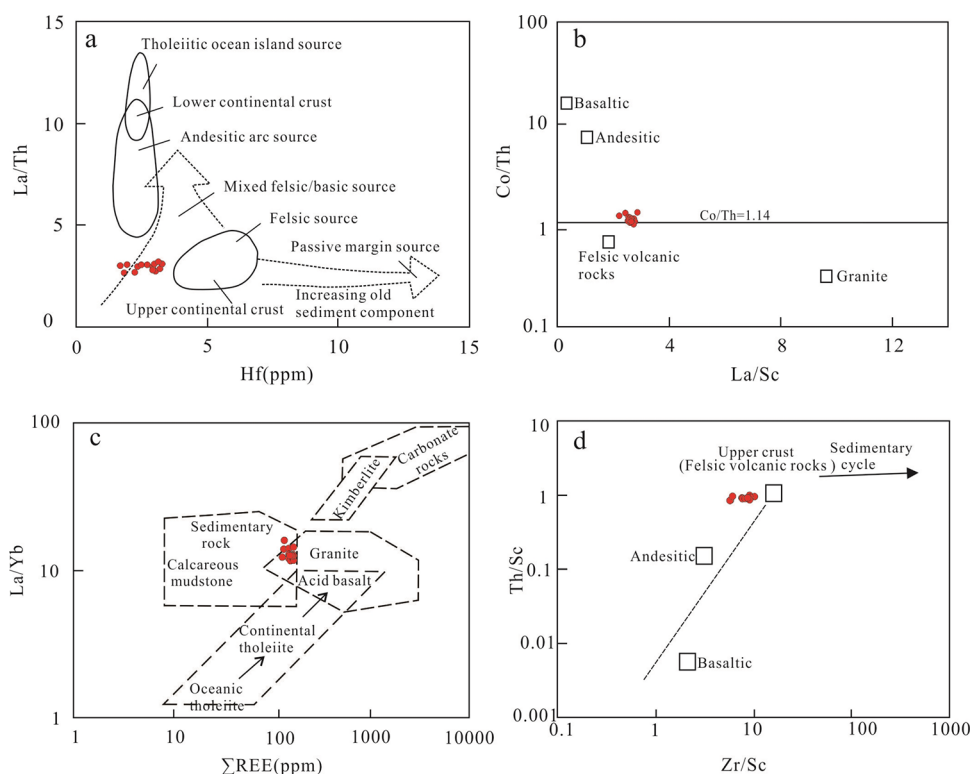 a
15
10
5
0
La/Th
Tholeiitic ocean island source
Lower continental crust
Andesitic arc source
Mixed felsic/basic source
Felsic source
Passive margin source
Upper continental crust
Increasing old
sediment component
0
5
10
15
Hf(ppm)
b
100
10
1
0.1
Co/Th
Basaltic
Andesitic
Co/Th=1.14
Felsic volcanic
rocks
Granite
0
4
8
12
La/Sc
c
100
10
1
La/Yb
Carbonate
rocks
Kimberlite
Sedimentary
rock
Calcareous
mudstone
Granite
Acid basalt
Continental
tholeiite
Oceanic
tholeiite
1
10
100
1000
10000
∑REE(ppm)
d
10
1
0.1
0.01
0.001
Th/Sc
Upper crust
(Felsic volcanic rocks)
Sedimentary
cycle
Andesitic
Basaltic
0.1
1
10
100
1000
Zr/Sc